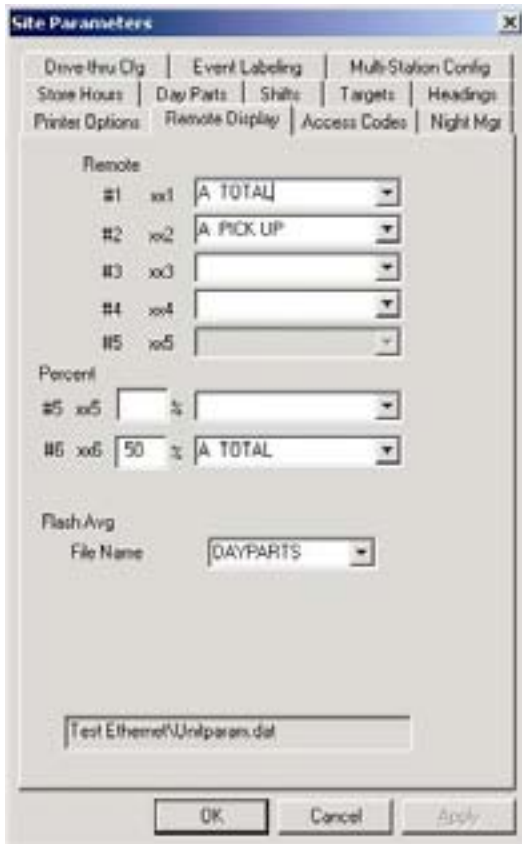 Site Parameters
Drive-thru Cfg Event Labeling Multi-Station Config
Store Hours Day Parts Shifts Targets Headings
Printer Options Remote Display Access Codes Night Mgr
Remote
#1 xx1 A TOTAL
#2 xx2 A PICK UP
#3 xx3
#4 xx4
#5 xx5
Percent
#5 xx5 %
#6 xx6 50 % A TOTAL
Flash Avg
File Name DAYPARTS
Test Ethernet\Unitparam.dat
OK Cancel Apply